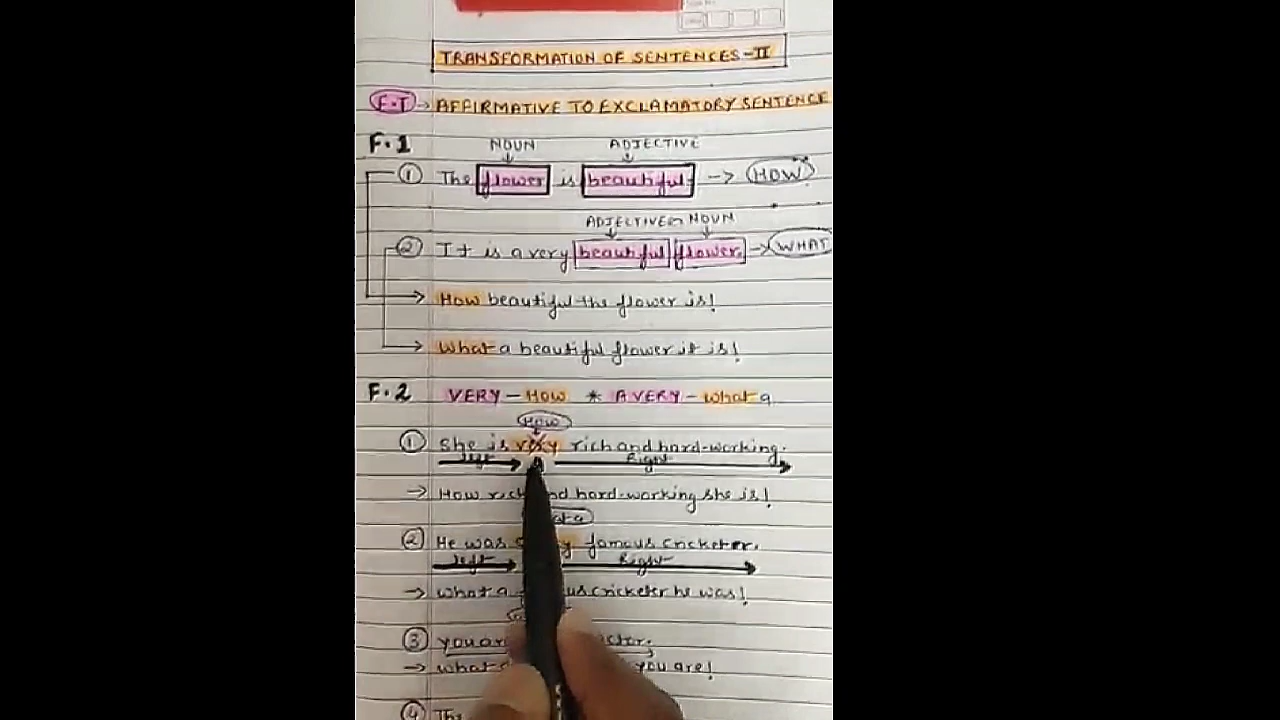 TRANSFORMATION OF SENTENCES-II
F.T → AFFIRMATIVE TO EXCLAMATORY SENTENCE
F.1
NOUN ADJECTIVE
① The flower is beautiful. → HOW
ADJECTIVE NOUN
② It is a very beautiful flower. → WHAT
→ How beautiful the flower is!
→ What a beautiful flower it is!
F.2 VERY - HOW * A VERY - what a
How
① She is very rich and hard-working.
left Right
→ How rich and hard-working she is!
② He was famous cricketer.
left Right
→ what a cricketer he was!
③ you are
→ what you are!
④ The